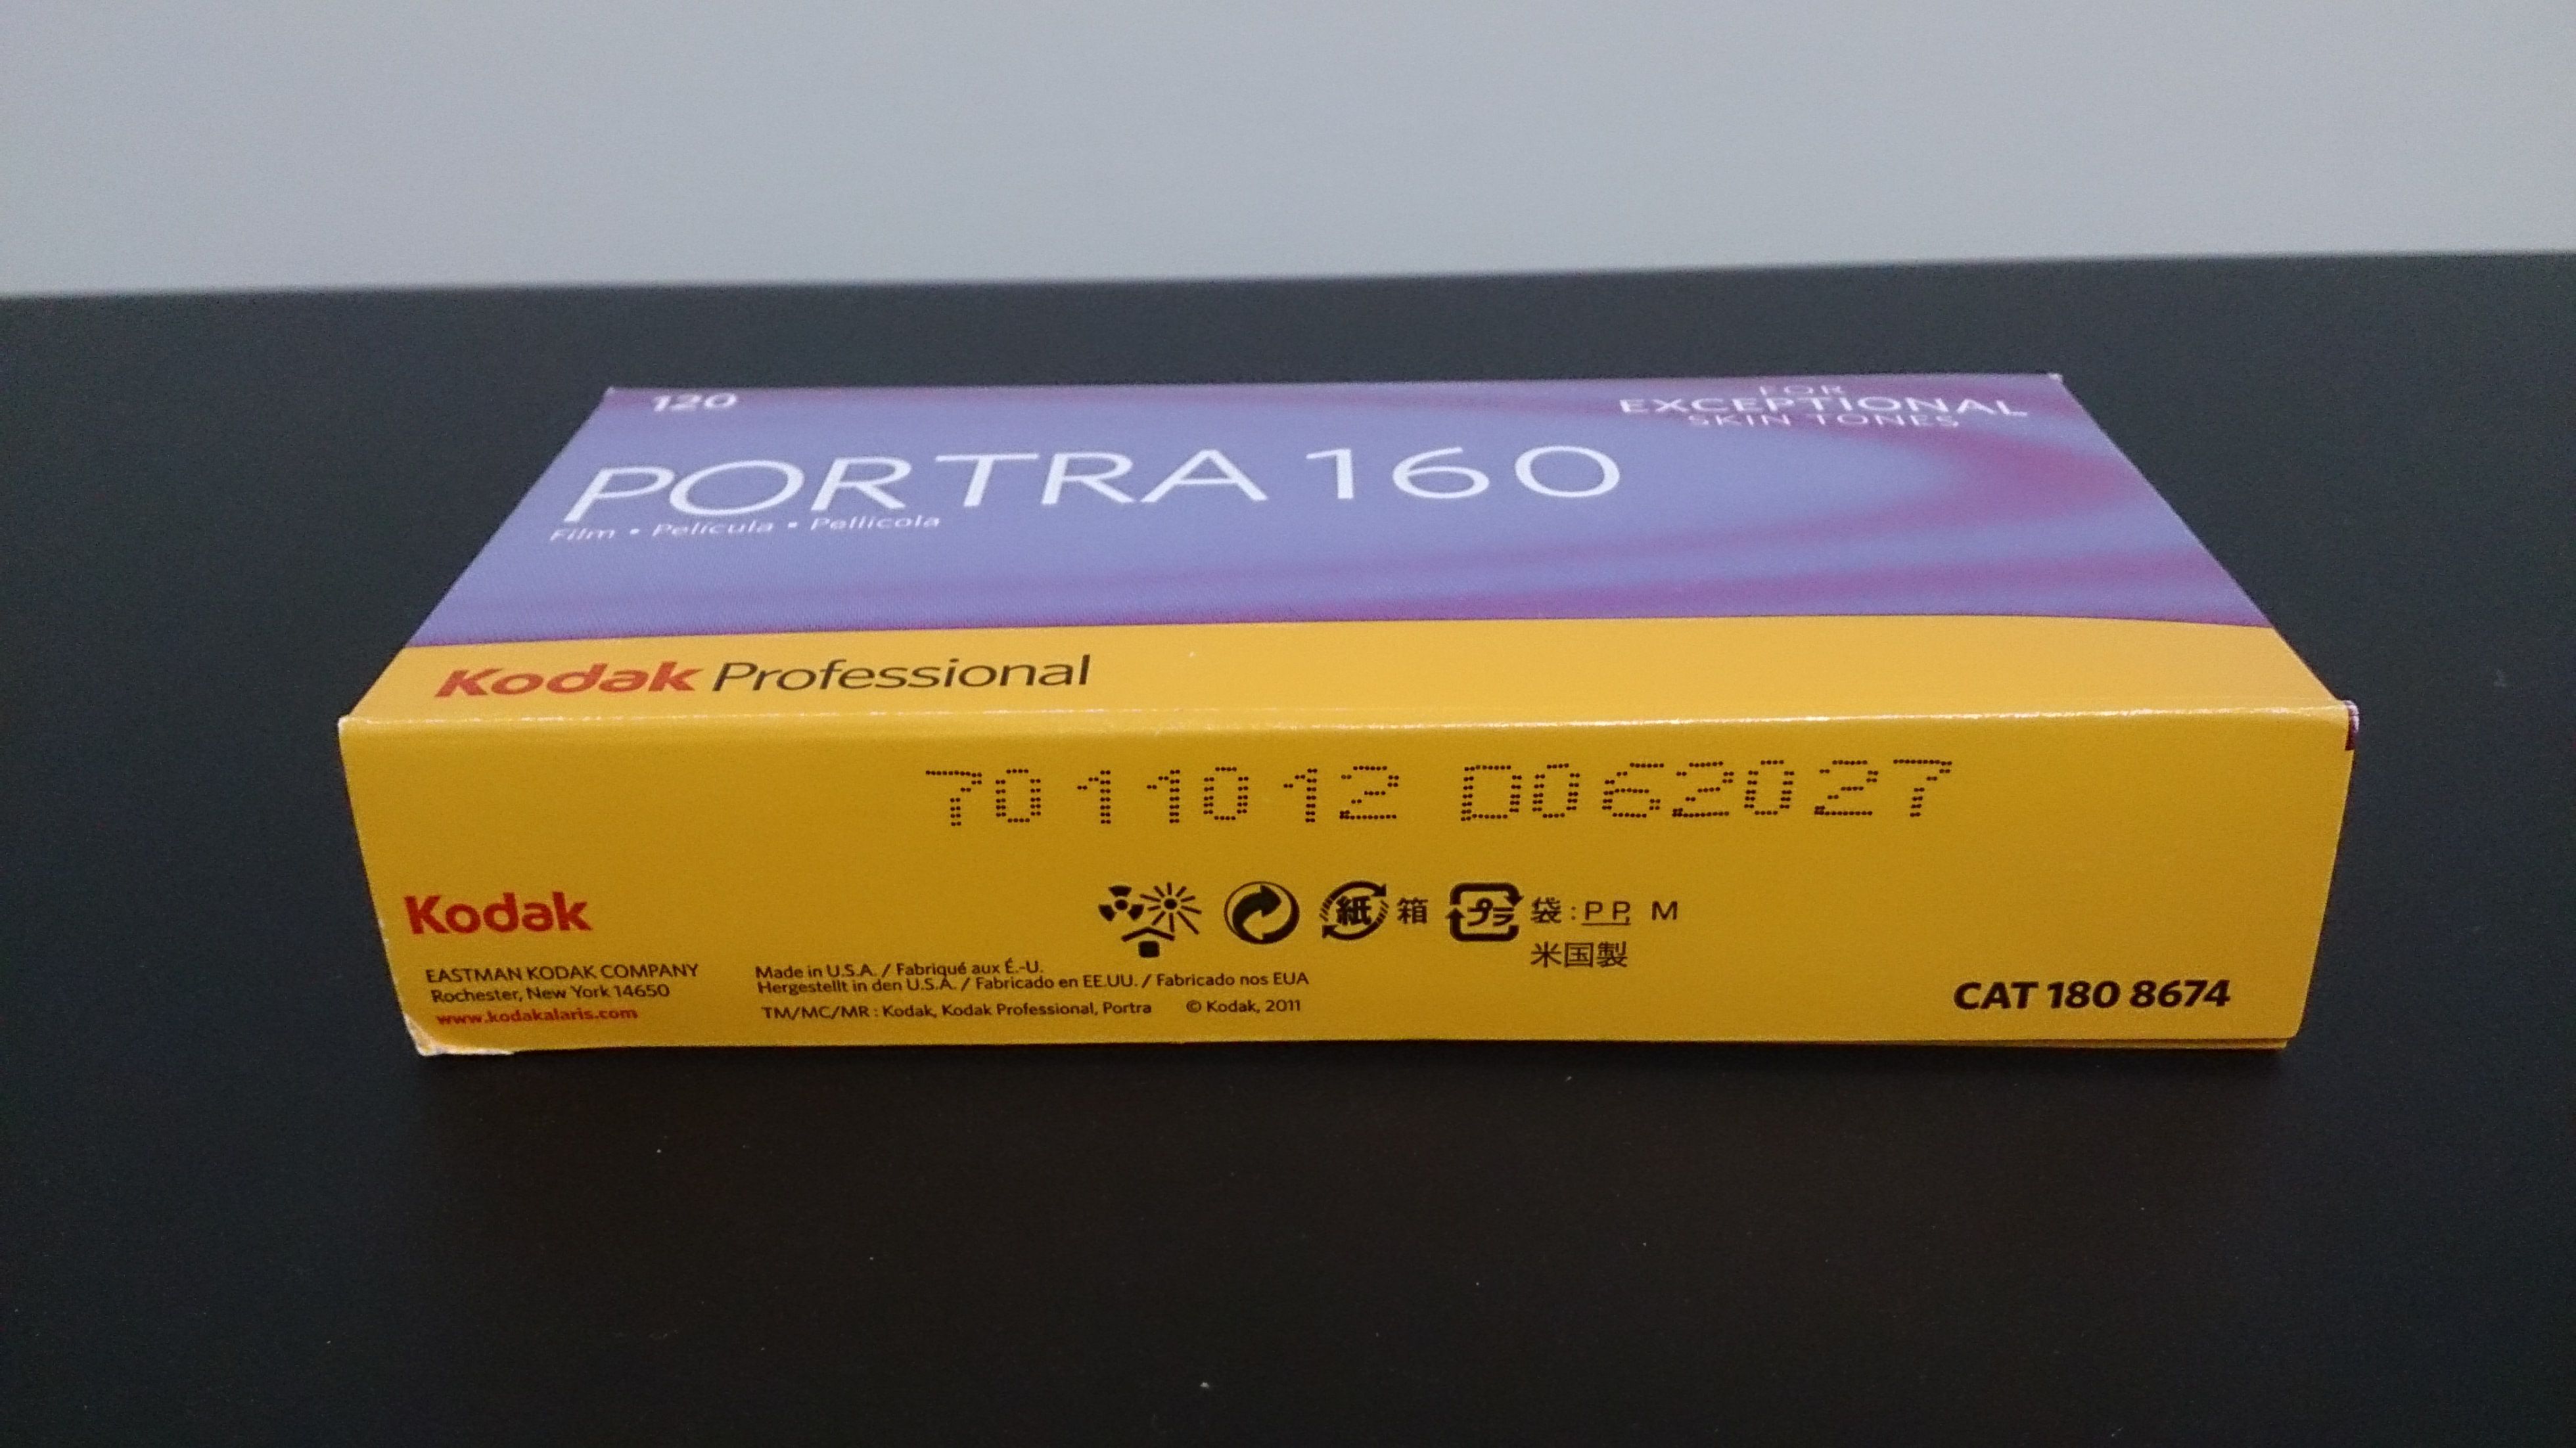 120
FOR
EXCEPTIONAL
SKIN TONES
PORTRA 160
Film • Película • Pellicola
Kodak Professional
7011012 D062027
Kodak
紙 箱 プラ 袋:PP, M
米国製
EASTMAN KODAK COMPANY
Rochester, New York 14650
www.kodakalaris.com
Made in U.S.A. / Fabriqué aux É.-U.
Hergestellt in den U.S.A. / Fabricado en EE.UU. / Fabricado nos EUA
TM/MC/MR : Kodak, Kodak Professional, Portra © Kodak, 2011
CAT 180 8674